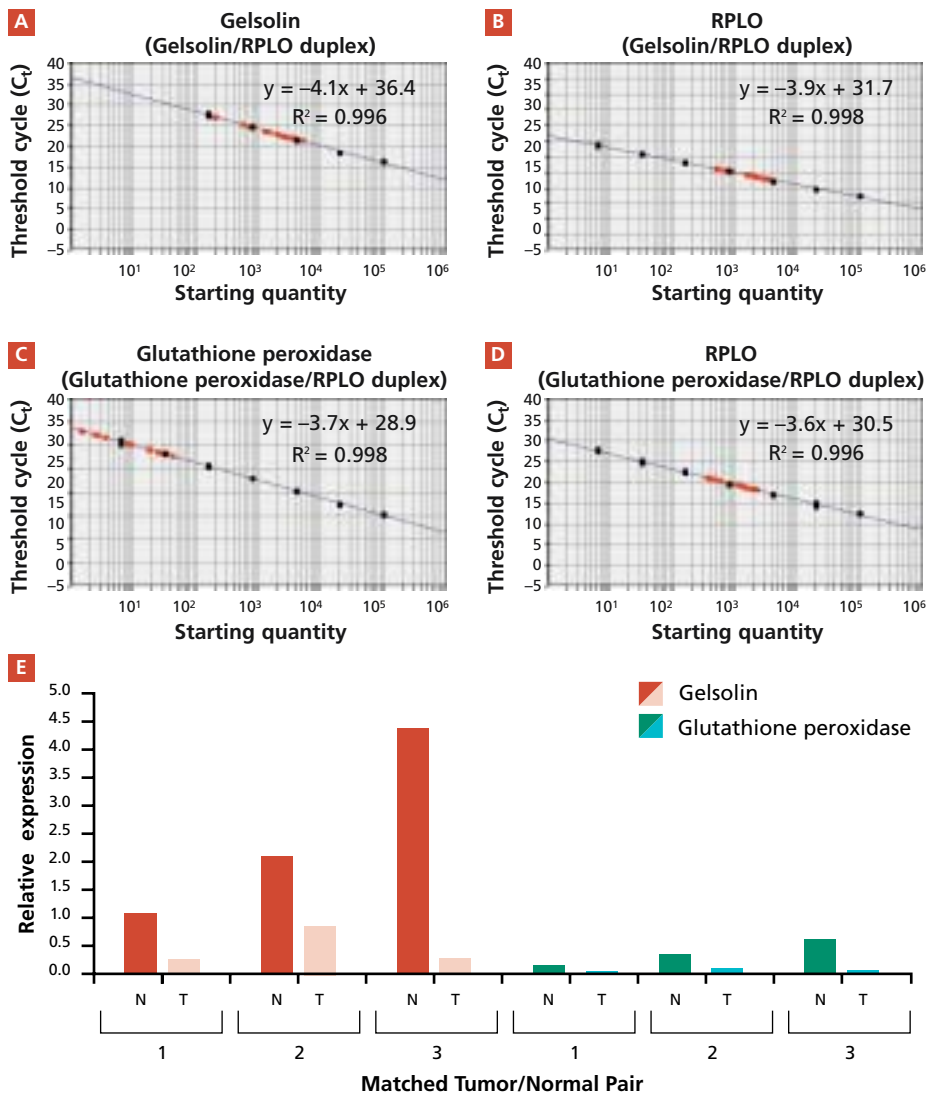 A
Gelsolin
(Gelsolin/RPLO duplex)
Threshold cycle (Ct)
40
35
30
25
20
15
10
5
0
–5
y = –4.1x + 36.4
R² = 0.996
10¹ 10² 10³ 10⁴ 10⁵ 10⁶
Starting quantity
B
RPLO
(Gelsolin/RPLO duplex)
Threshold cycle (Ct)
40
35
30
25
20
15
10
5
0
–5
y = –3.9x + 31.7
R² = 0.998
10¹ 10² 10³ 10⁴ 10⁵ 10⁶
Starting quantity
C
Glutathione peroxidase
(Glutathione peroxidase/RPLO duplex)
Threshold cycle (Ct)
40
35
30
25
20
15
10
5
0
–5
y = –3.7x + 28.9
R² = 0.998
10¹ 10² 10³ 10⁴ 10⁵ 10⁶
Starting quantity
D
RPLO
(Glutathione peroxidase/RPLO duplex)
Threshold cycle (Ct)
40
35
30
25
20
15
10
5
0
–5
y = –3.6x + 30.5
R² = 0.996
10¹ 10² 10³ 10⁴ 10⁵ 10⁶
Starting quantity
E
Relative expression
5.0
4.5
4.0
3.5
3.0
2.5
2.0
1.5
1.0
0.5
0.0
Gelsolin
Glutathione peroxidase
N T N T N T N T N T N T
1 2 3 1 2 3
Matched Tumor/Normal Pair